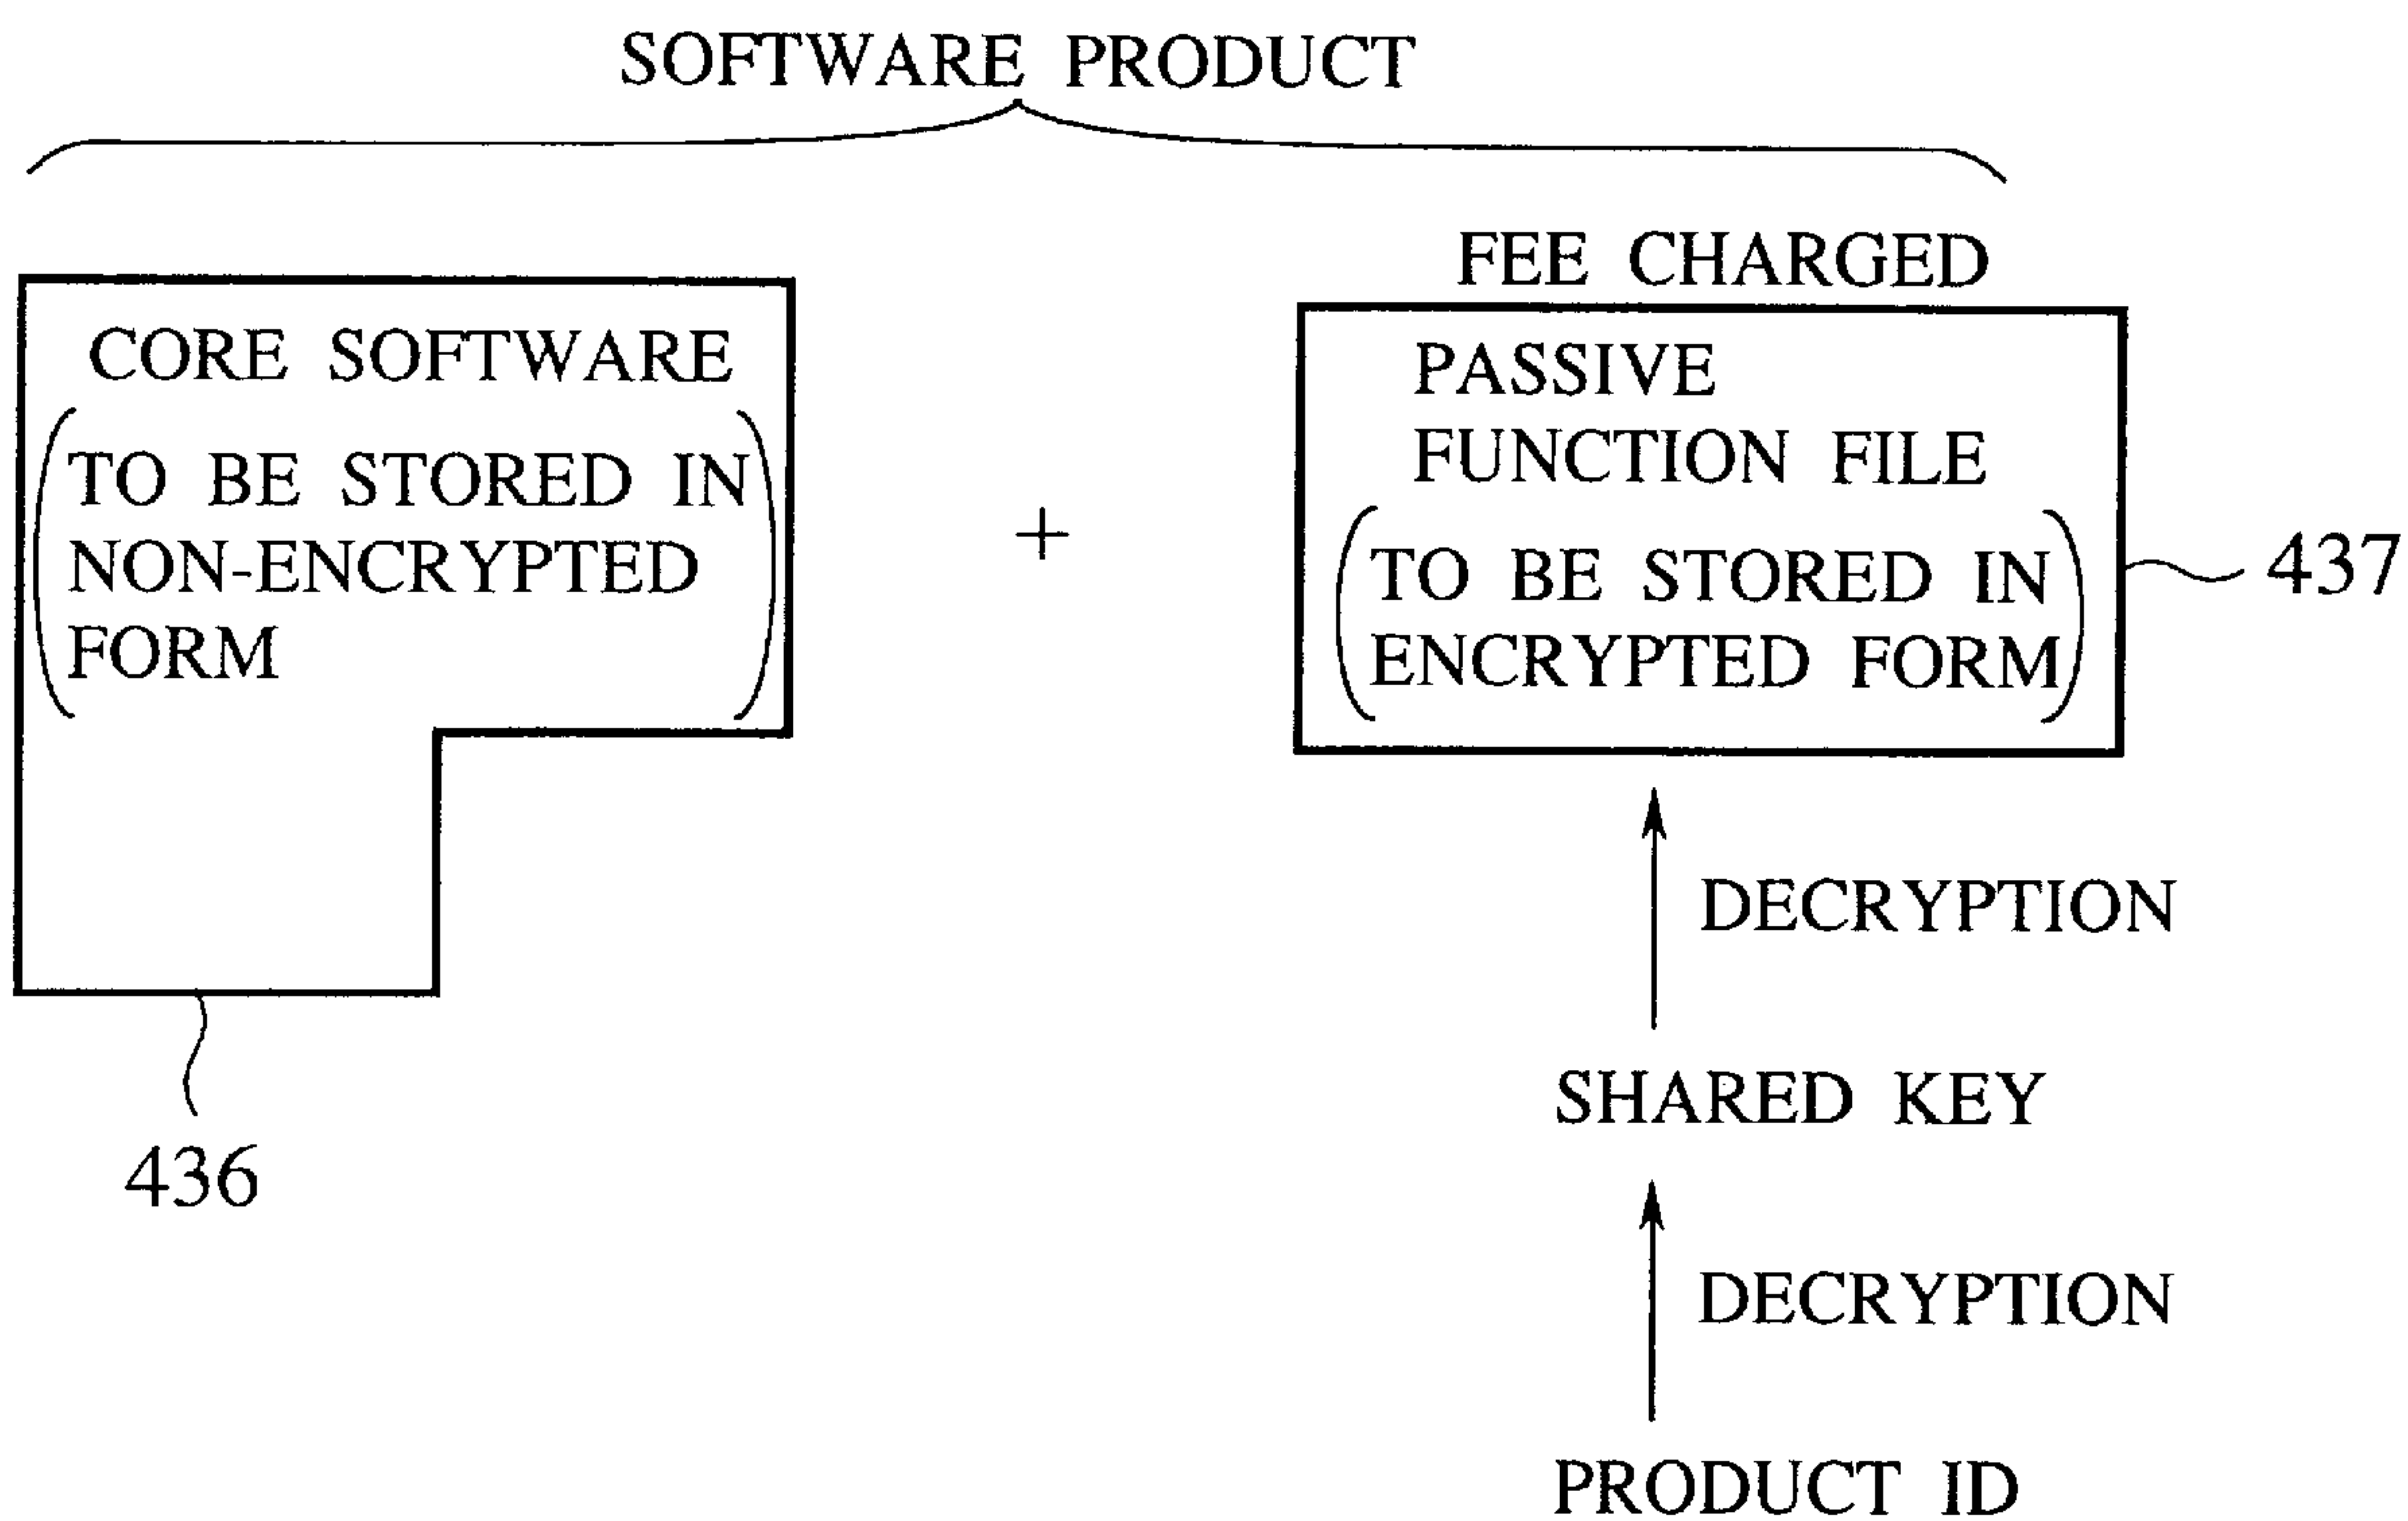 SOFTWARE PRODUCT
CORE SOFTWARE
TO BE STORED IN
NON-ENCRYPTED
FORM
436
+
FEE CHARGED
PASSIVE
FUNCTION FILE
TO BE STORED IN
ENCRYPTED FORM
437
DECRYPTION
SHARED KEY
DECRYPTION
PRODUCT ID